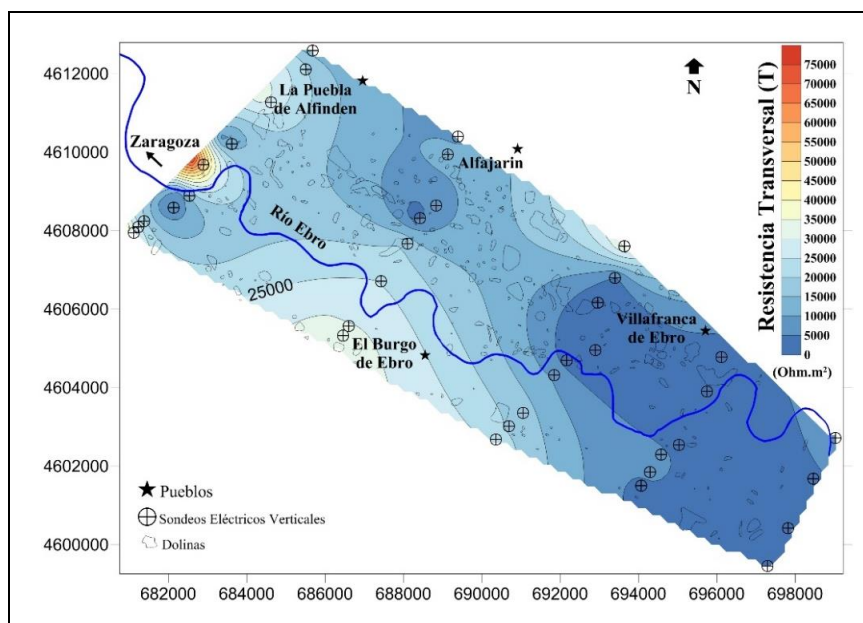 4612000
4610000
4608000
4606000
4604000
4602000
4600000
La Puebla
de Alfinden
Zaragoza
Alfajarin
N
Río Ebro
25000
El Burgo
de Ebro
Villafranca
de Ebro
Resistencia Transversal (T)
75000
70000
65000
60000
55000
50000
45000
40000
35000
30000
25000
20000
15000
10000
5000
0
(Ohm.m²)
Pueblos
Sondeos Eléctricos Verticales
Dolinas
682000 684000 686000 688000 690000 692000 694000 696000 698000